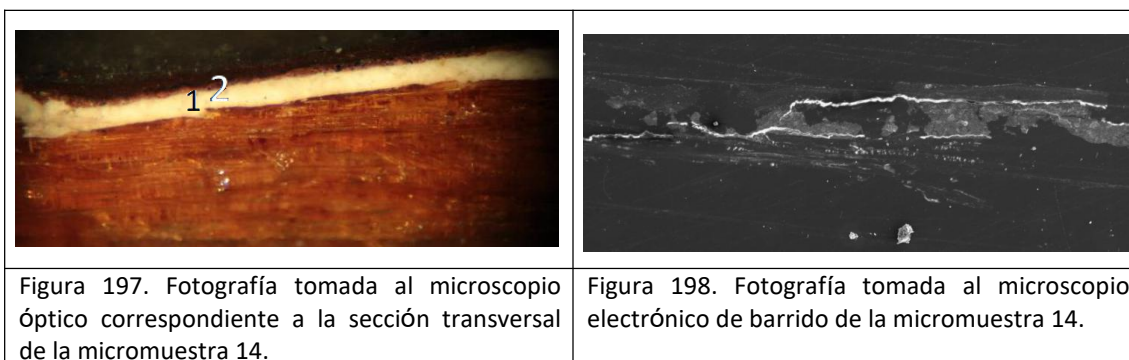 1 2
Figura 197. Fotografía tomada al microscopio
óptico correspondiente a la sección transversal
de la micromuestra 14.
Figura 198. Fotografía tomada al microscopio
electrónico de barrido de la micromuestra 14.